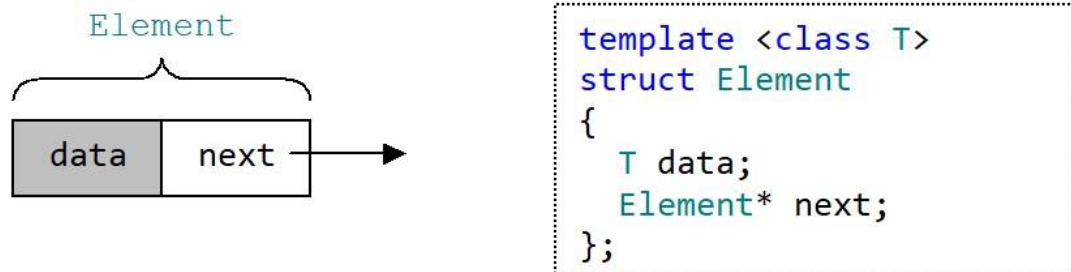 Element
data next
template <class T>
struct Element
{
  T data;
  Element* next;
};